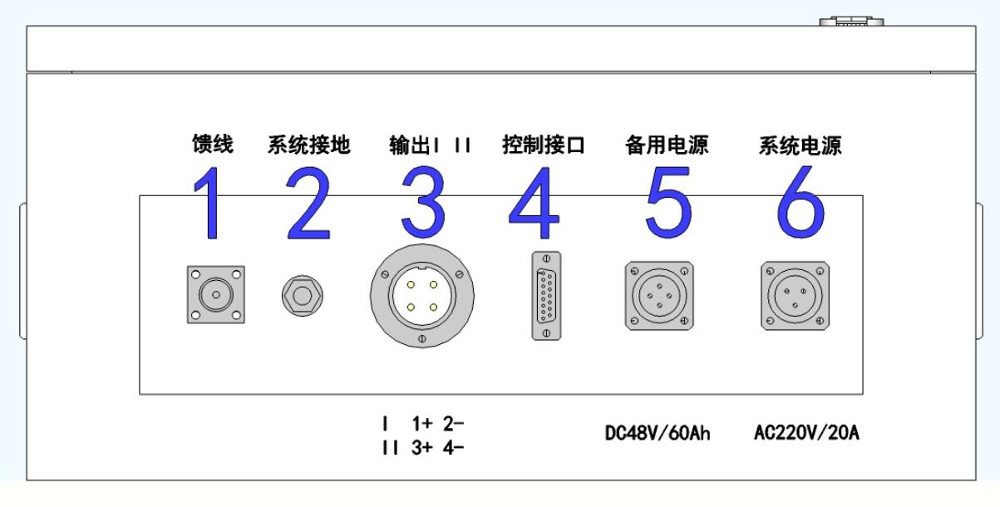 馈线 系统接地 输出I II 控制接口 备用电源 系统电源
1 2 3 4 5 6
I 1+ 2-
II 3+ 4-
DC48V/60Ah AC220V/20A